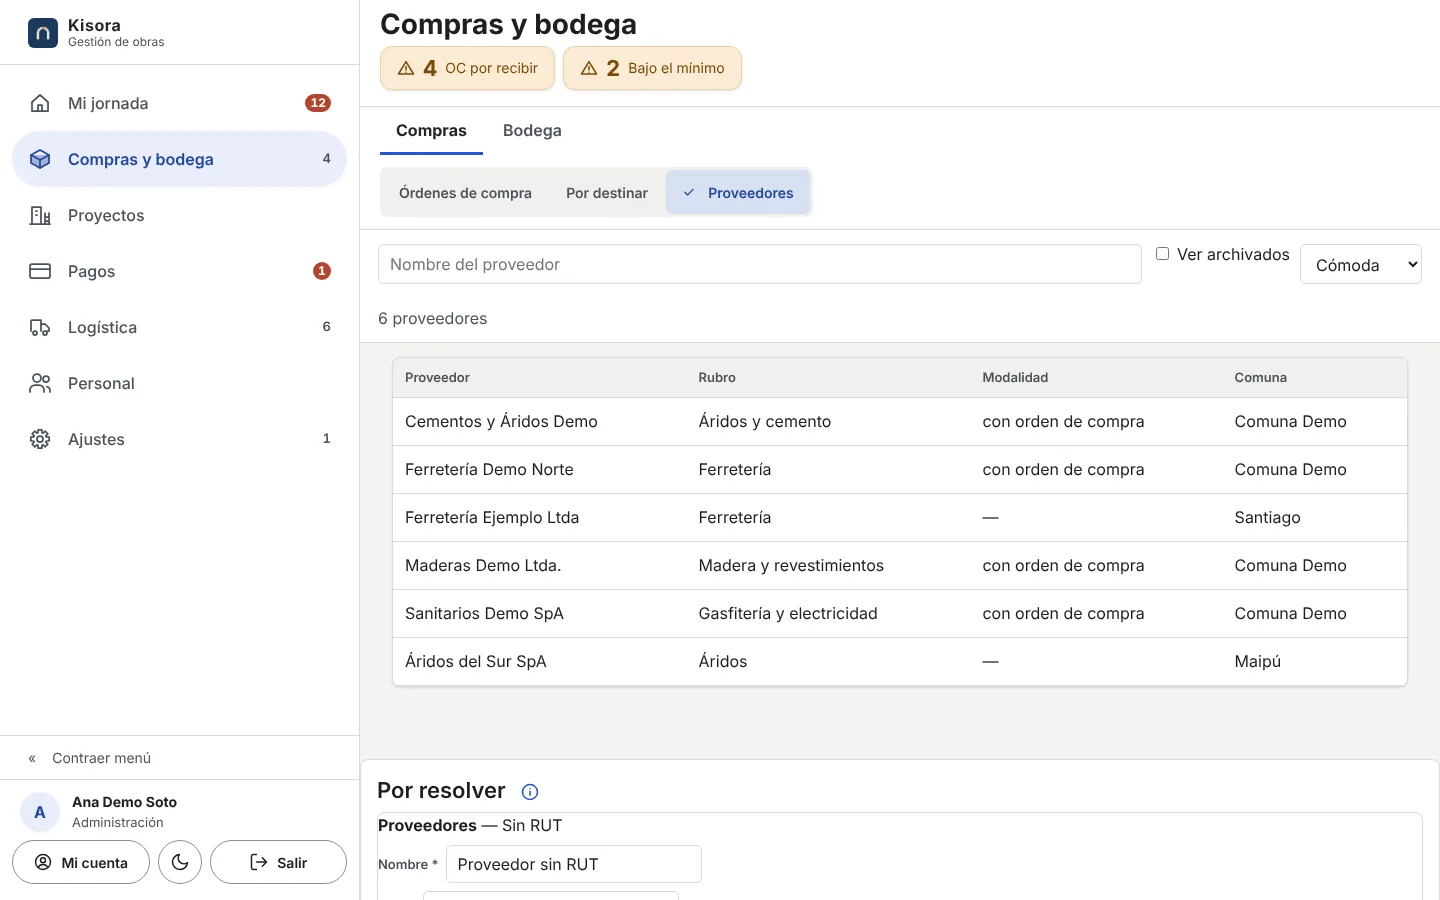 Kisora
Gestión de obras
Mi jornada 12
Compras y bodega 4
Proyectos
Pagos 1
Logística 6
Personal
Ajustes 1
« Contraer menú
A Ana Demo Soto
Administración
Mi cuenta Salir
Compras y bodega
4 OC por recibir 2 Bajo el mínimo
Compras Bodega
Órdenes de compra Por destinar Proveedores
Nombre del proveedor Ver archivados Cómoda
6 proveedores
Proveedor Rubro Modalidad Comuna
Cementos y Áridos Demo Áridos y cemento con orden de compra Comuna Demo
Ferretería Demo Norte Ferretería con orden de compra Comuna Demo
Ferretería Ejemplo Ltda Ferretería — Santiago
Maderas Demo Ltda. Madera y revestimientos con orden de compra Comuna Demo
Sanitarios Demo SpA Gasfitería y electricidad con orden de compra Comuna Demo
Áridos del Sur SpA Áridos — Maipú
Por resolver
Proveedores — Sin RUT
Nombre * Proveedor sin RUT